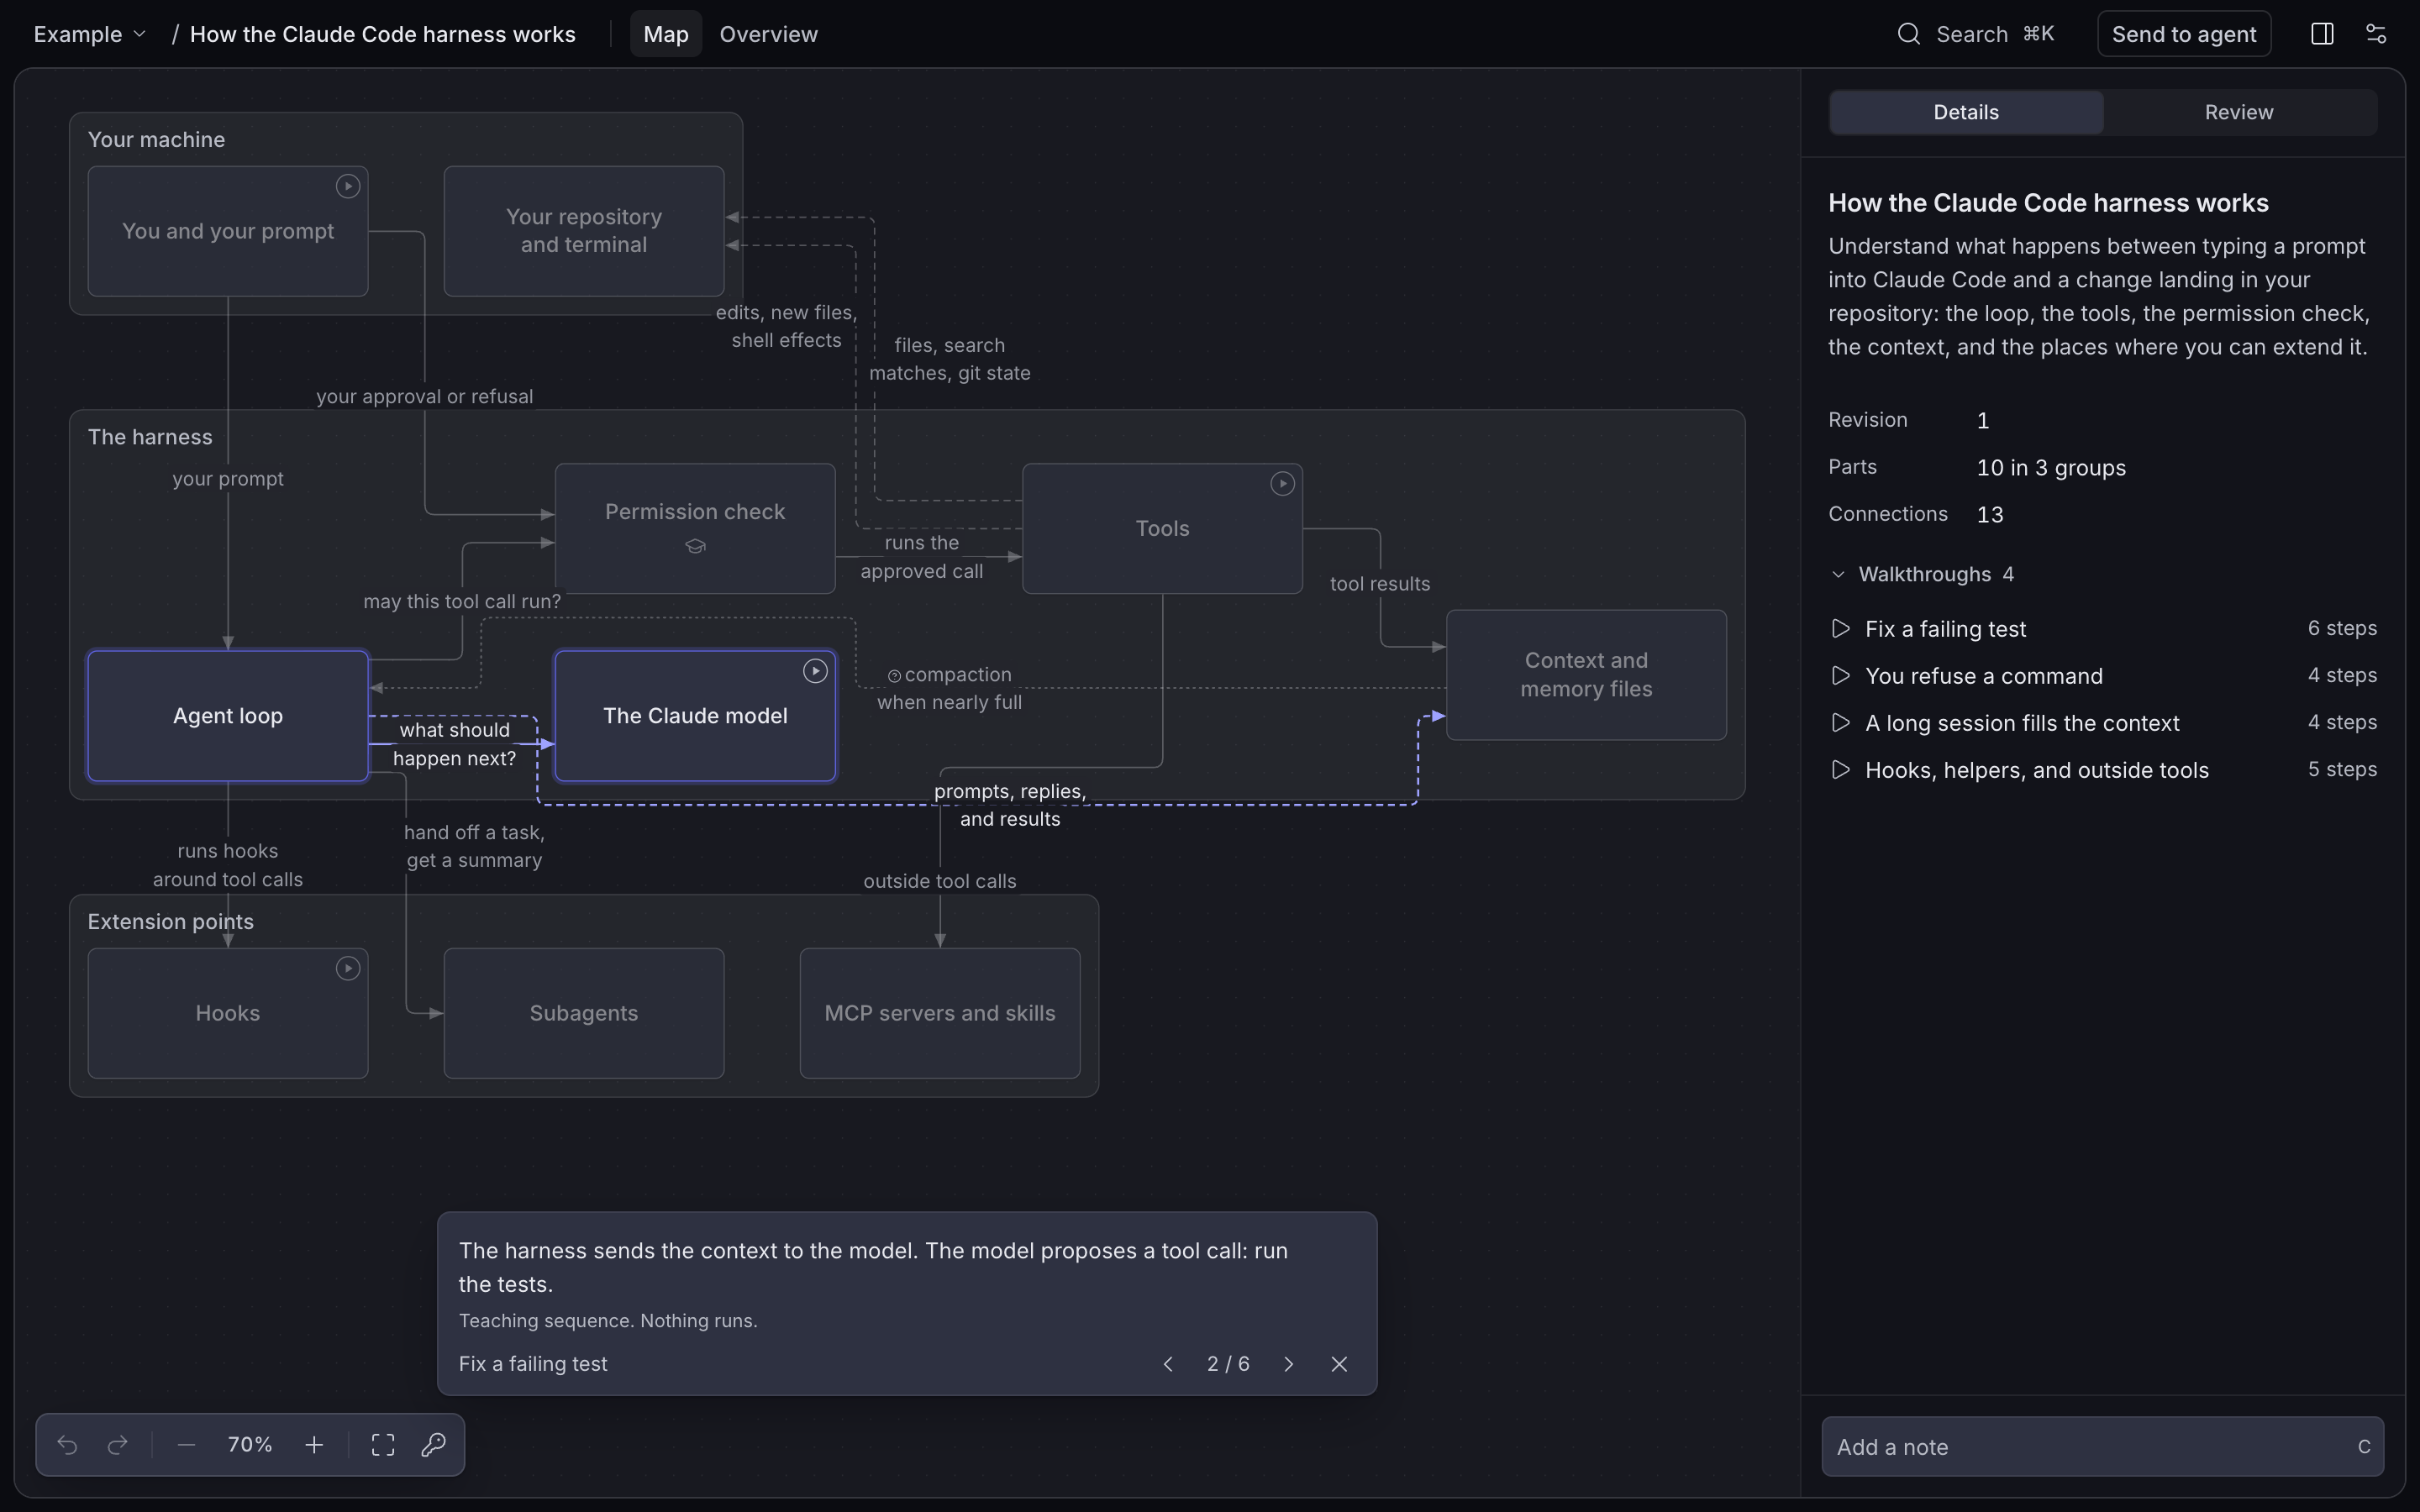 Example / How the Claude Code harness works Map Overview Search ⌘K Send to agent
Your machine
You and your prompt
Your repository
and terminal
edits, new files,
shell effects
files, search
matches, git state
your approval or refusal
The harness
your prompt
Permission check
runs the
approved call
Tools
tool results
may this tool call run?
Context and
memory files
compaction
when nearly full
Agent loop
what should
happen next?
The Claude model
prompts, replies,
and results
hand off a task,
get a summary
runs hooks
around tool calls
outside tool calls
Extension points
Hooks
Subagents
MCP servers and skills
The harness sends the context to the model. The model proposes a tool call: run
the tests.
Teaching sequence. Nothing runs.
Fix a failing test 2 / 6
70%
Details Review
How the Claude Code harness works
Understand what happens between typing a prompt
into Claude Code and a change landing in your
repository: the loop, the tools, the permission check,
the context, and the places where you can extend it.
Revision 1
Parts 10 in 3 groups
Connections 13
Walkthroughs 4
Fix a failing test 6 steps
You refuse a command 4 steps
A long session fills the context 4 steps
Hooks, helpers, and outside tools 5 steps
Add a note C